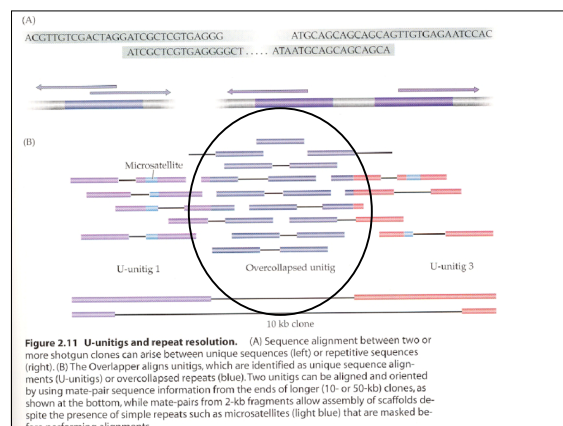 (A)
ACGTTGTCGACTAGGATCGCTCGTGAGGG ATGCAGCAGCAGCAGTTGTGAGAATCCAC
ATCGCTCGTGAGGGGCT.....ATAATGCAGCAGCAGCA
(B)
Microsatellite
U-unitig 1 Overcollapsed unitig U-unitig 3
10 kb clone
Figure 2.11 U-unitigs and repeat resolution. (A) Sequence alignment between two or
more shotgun clones can arise between unique sequences (left) or repetitive sequences
(right). (B) The Overlapper aligns unitigs, which are identified as unique sequence align-
ments (U-unitigs) or overcollapsed repeats (blue). Two unitigs can be aligned and oriented
by using mate-pair sequence information from the ends of longer (10- or 50-kb) clones, as
shown at the bottom, while mate-pairs from 2-kb fragments allow assembly of scaffolds de-
spite the presence of simple repeats such as microsatellites (light blue) that are masked be-